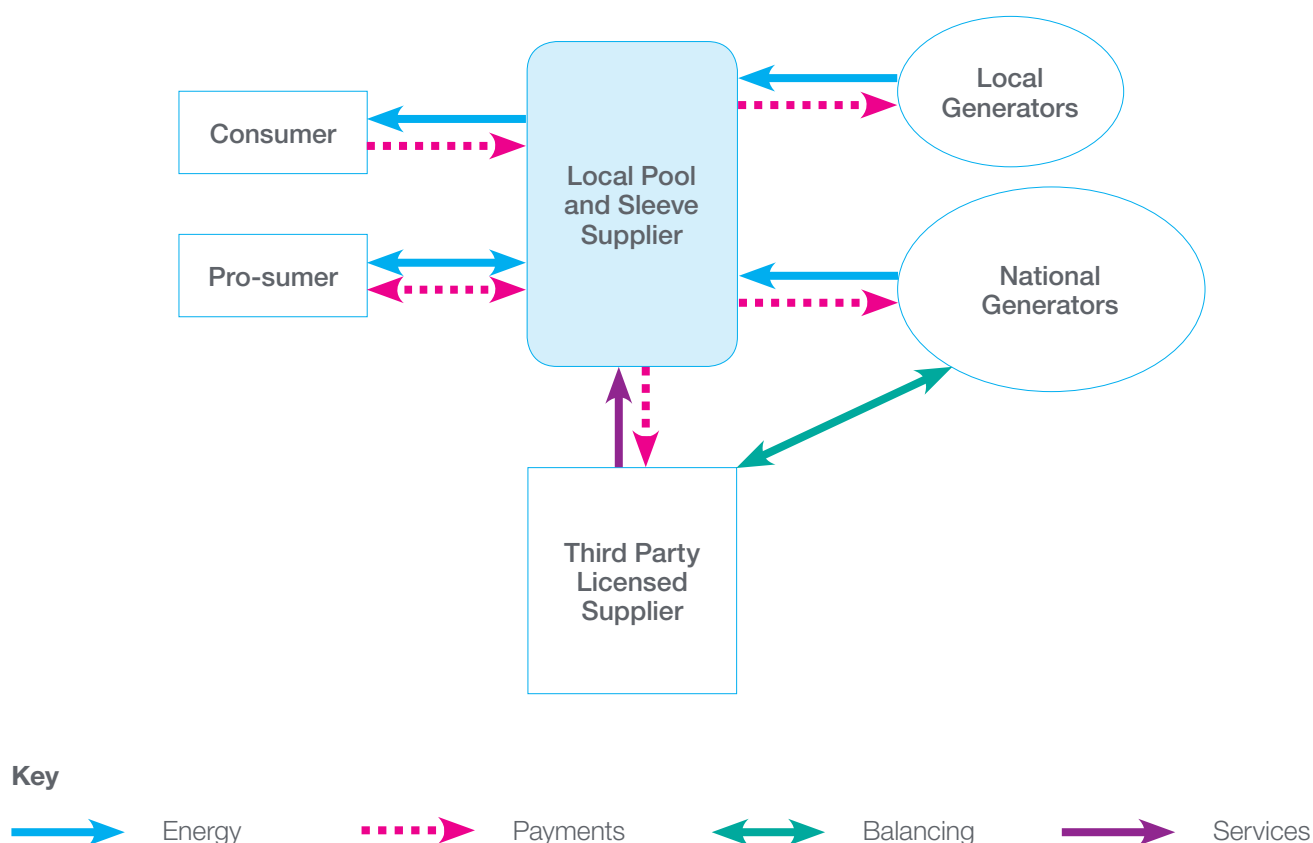 Local
Generators
Consumer
Local Pool
and Sleeve
Supplier
Pro-sumer
National
Generators
Third Party
Licensed
Supplier
Key
Energy
Payments
Balancing
Services